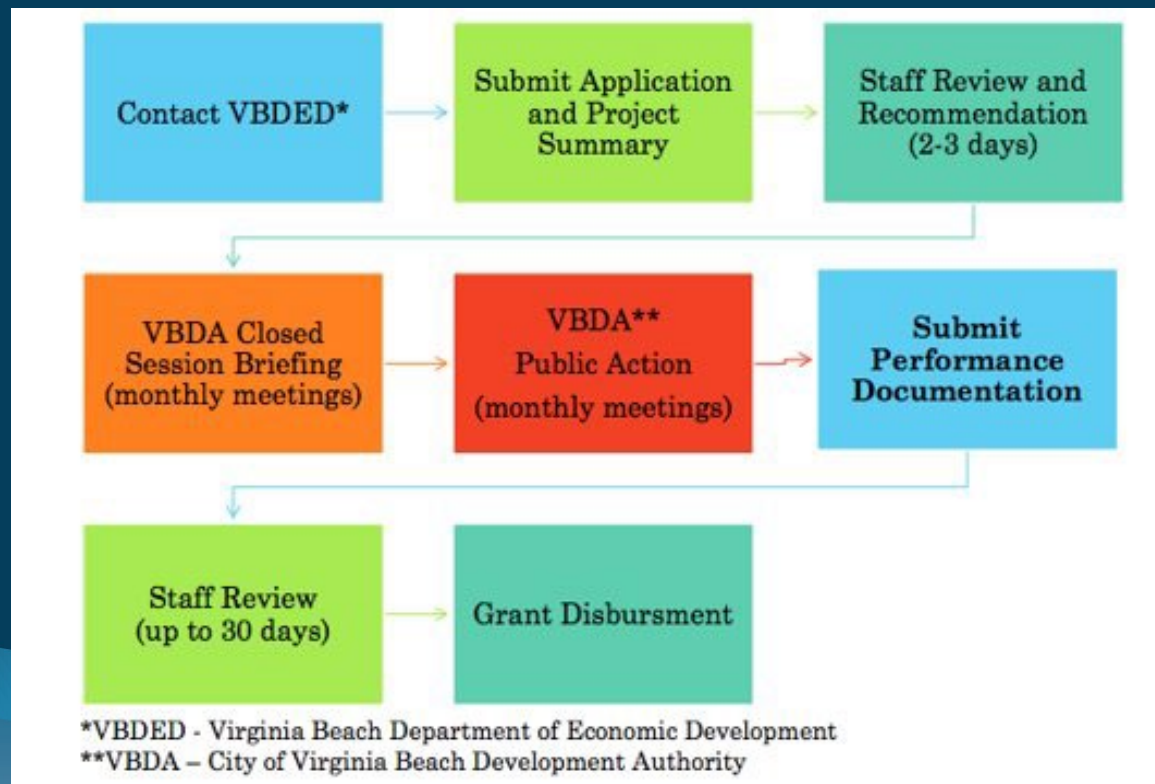 Contact VBDED*
Submit Application
and Project
Summary
Staff Review and
Recommendation
(2-3 days)
VBDA Closed
Session Briefing
(monthly meetings)
VBDA**
Public Action
(monthly meetings)
Submit
Performance
Documentation
Staff Review
(up to 30 days)
Grant Disbursment
*VBDED - Virginia Beach Department of Economic Development
**VBDA – City of Virginia Beach Development Authority